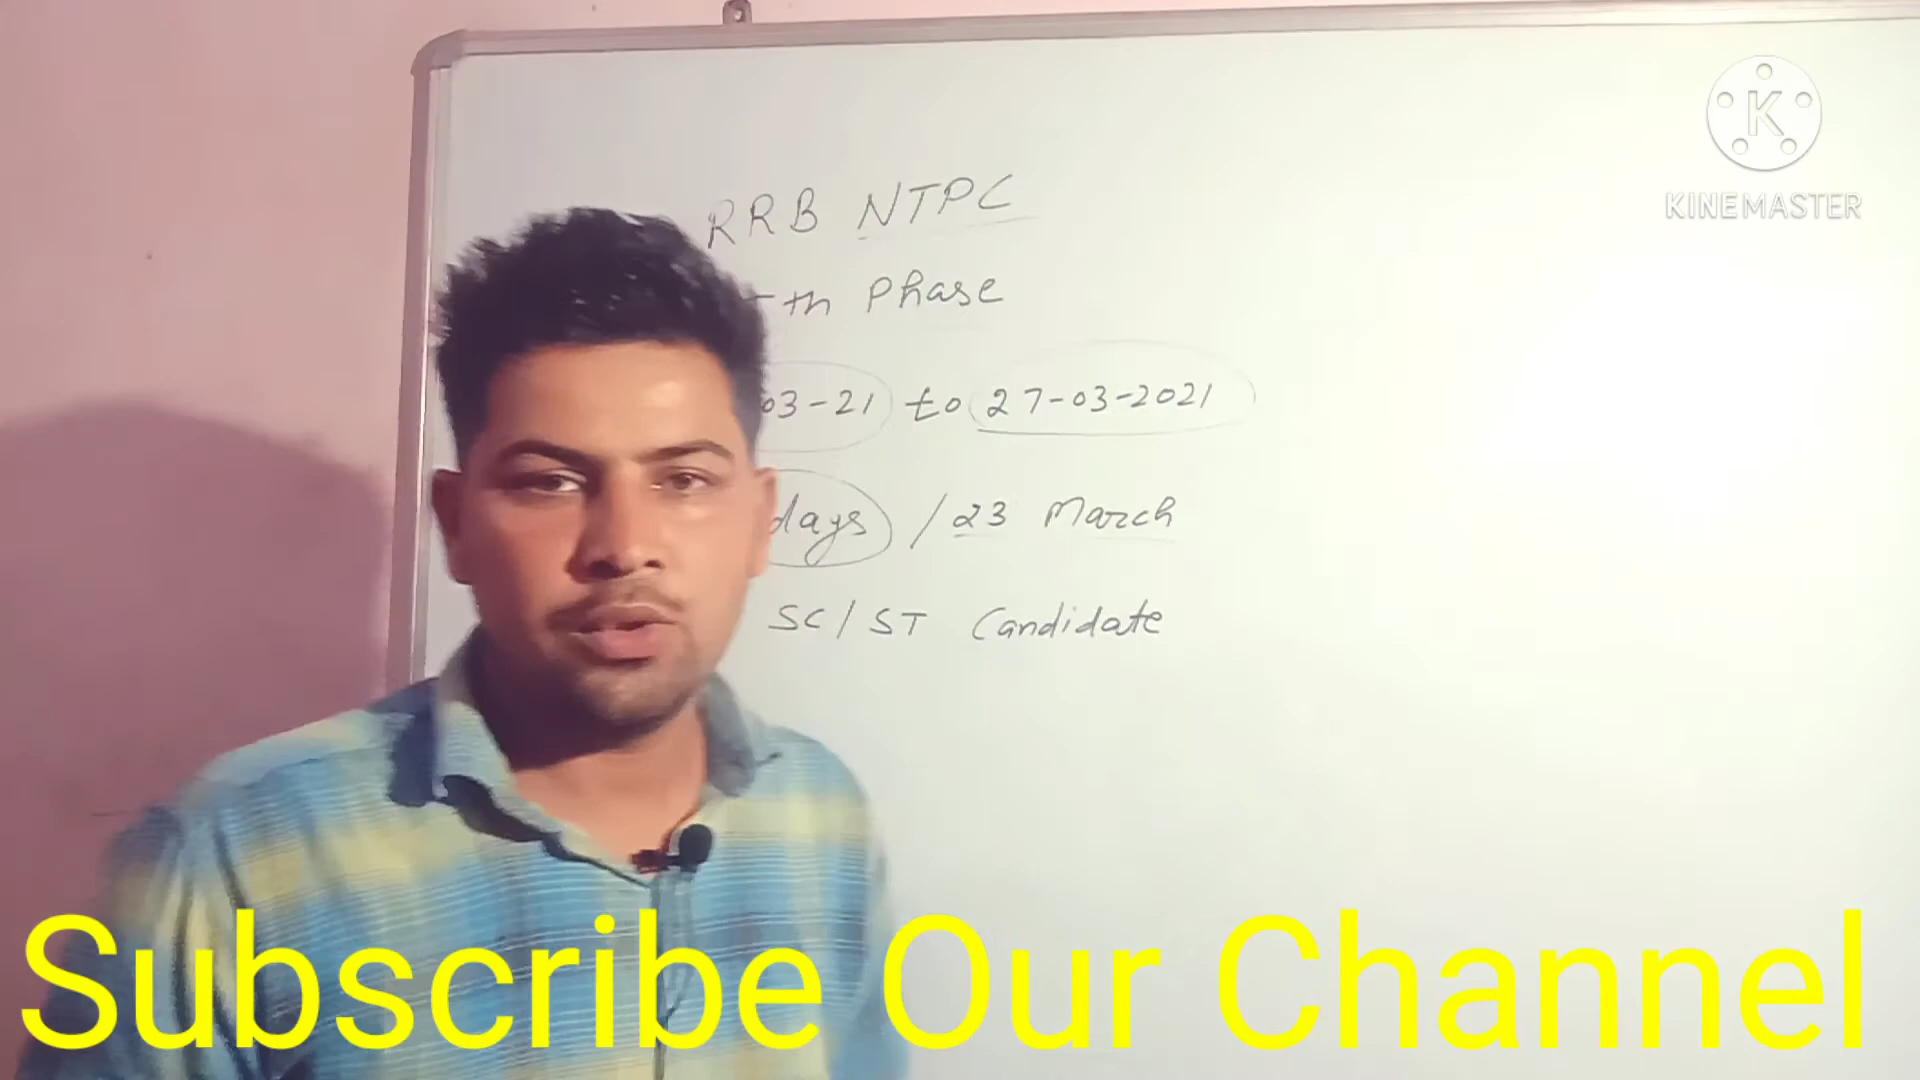 KINEMASTER
RRB NTPC
th Phase
03-21 to 27-03-2021
days / 23 March
SC/ST Candidate
Subscribe Our Channel